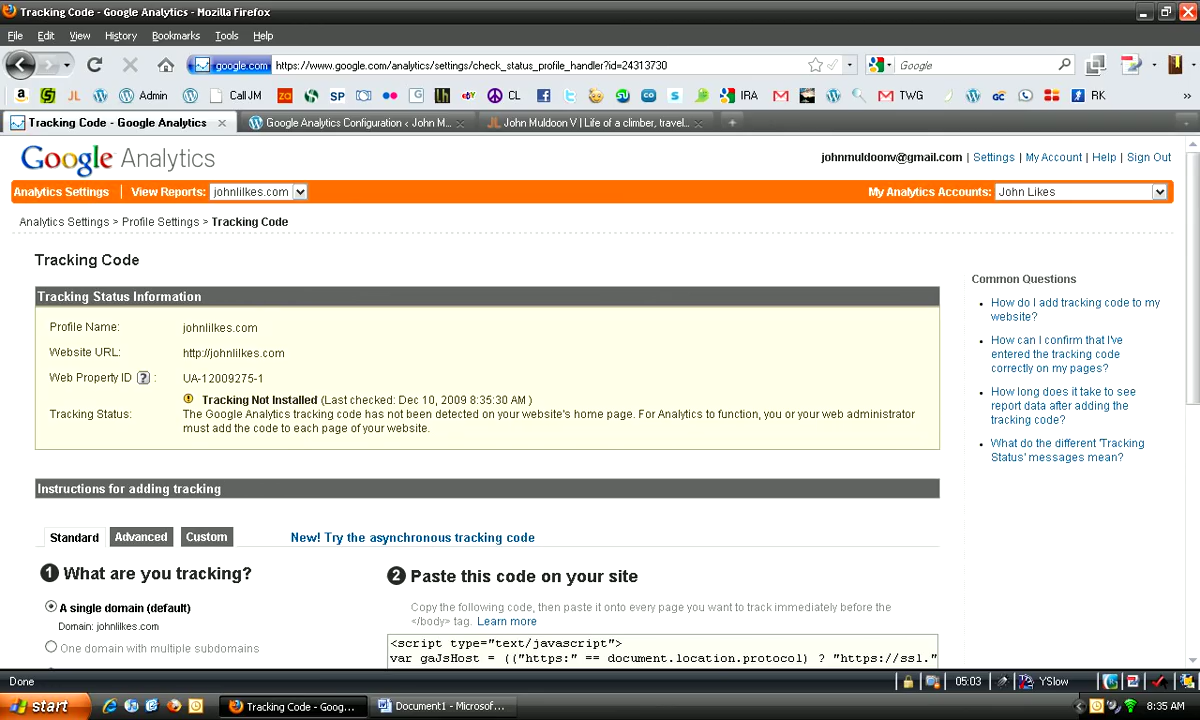 Tracking Code - Google Analytics - Mozilla Firefox
File Edit View History Bookmarks Tools Help
google.com https://www.google.com/analytics/settings/check_status_profile_handler?id=24313730 Google
a JL Admin CallJM za SP CL IRA TWG GC RK »
Tracking Code - Google Analytics Google Analytics Configuration ‹ John M... JL John Muldoon V | Life of a climber, travel...
Google Analytics
johnmuldoonv@gmail.com | Settings | My Account | Help | Sign Out
Analytics Settings | View Reports: johnlilkes.com My Analytics Accounts: John Likes
Analytics Settings > Profile Settings > Tracking Code
Tracking Code
Tracking Status Information
Profile Name: johnlilkes.com
Website URL: http://johnlilkes.com
Web Property ID ? : UA-12009275-1
Tracking Not Installed (Last checked: Dec 10, 2009 8:35:30 AM )
Tracking Status: The Google Analytics tracking code has not been detected on your website's home page. For Analytics to function, you or your web administrator
must add the code to each page of your website.
Common Questions
How do I add tracking code to my
website?
How can I confirm that I've
entered the tracking code
correctly on my pages?
How long does it take to see
report data after adding the
tracking code?
What do the different 'Tracking
Status' messages mean?
Instructions for adding tracking
Standard Advanced Custom New! Try the asynchronous tracking code
1 What are you tracking?
A single domain (default)
Domain: johnlilkes.com
One domain with multiple subdomains
2 Paste this code on your site
Copy the following code, then paste it onto every page you want to track immediately before the
</body> tag. Learn more
<script type="text/javascript">
var gaJsHost = (("https:" == document.location.protocol) ? "https://ssl."
Done 05:03 YSlow
start Tracking Code - Goog... Document1 - Microsof... 8:35 AM